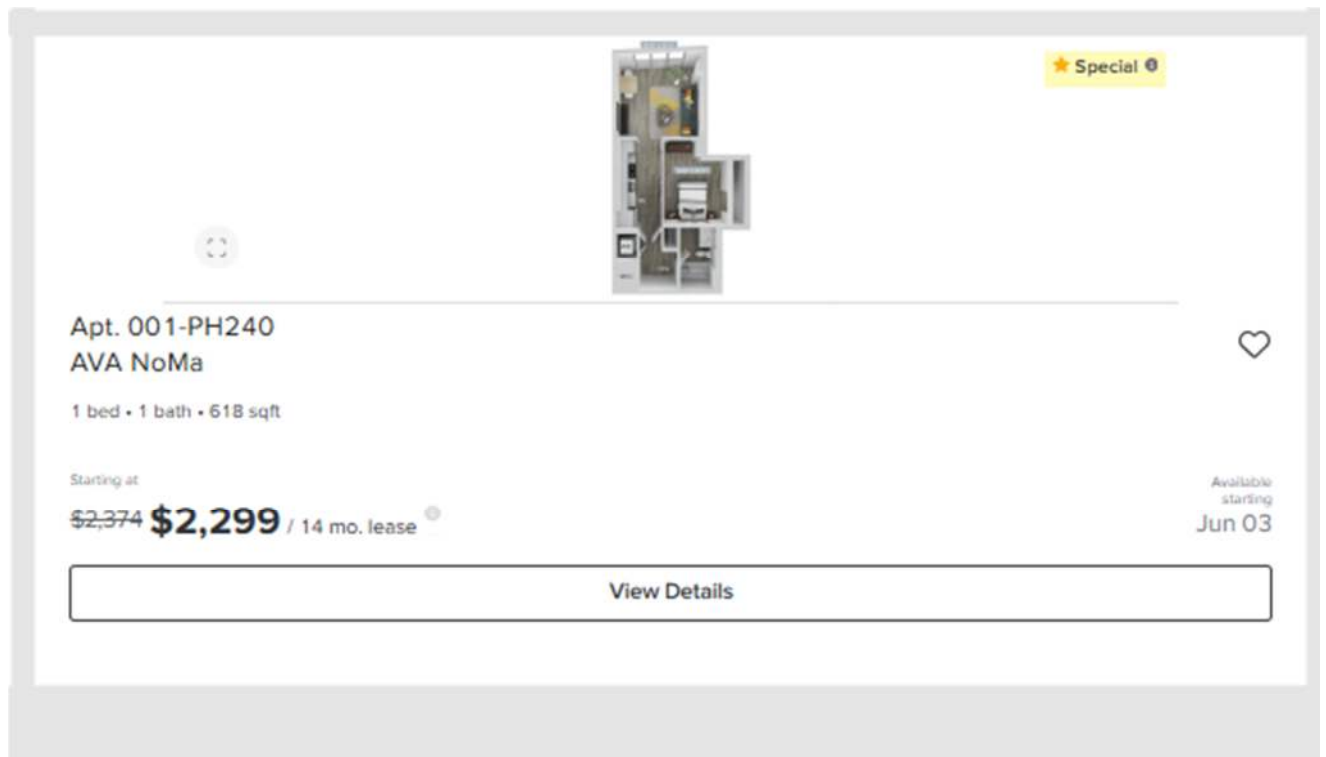 Special
Apt. 001-PH240
AVA NoMa
1 bed • 1 bath • 618 sqft
Starting at
$2,374 $2,299 / 14 mo. lease
Available
starting
Jun 03
View Details